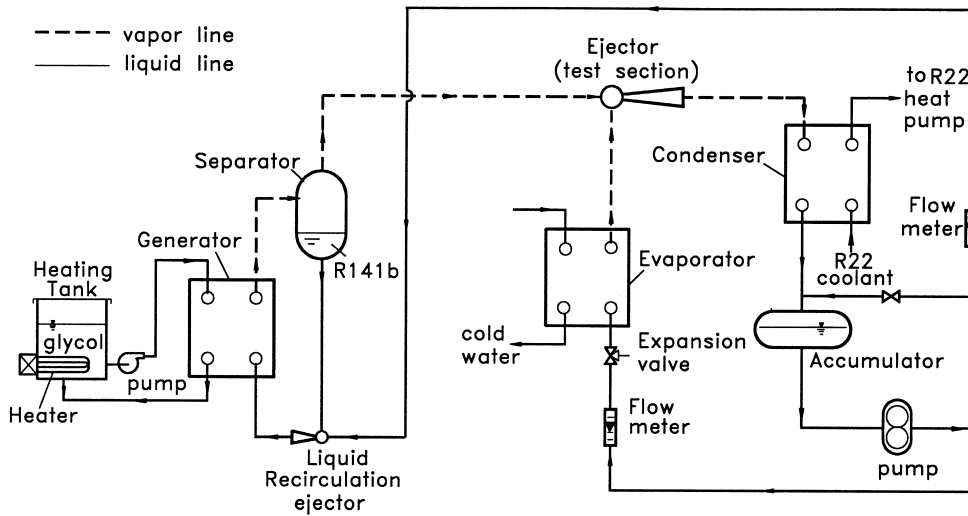 vapor line
liquid line
Ejector
(test section)
to R22
heat
pump
Condenser
Separator
Flow
meter
R22
coolant
Generator
R141b
Evaporator
Heating
Tank
glycol
cold
water
Expansion
valve
Accumulator
pump
Heater
Flow
meter
Liquid
Recirculation
ejector
pump